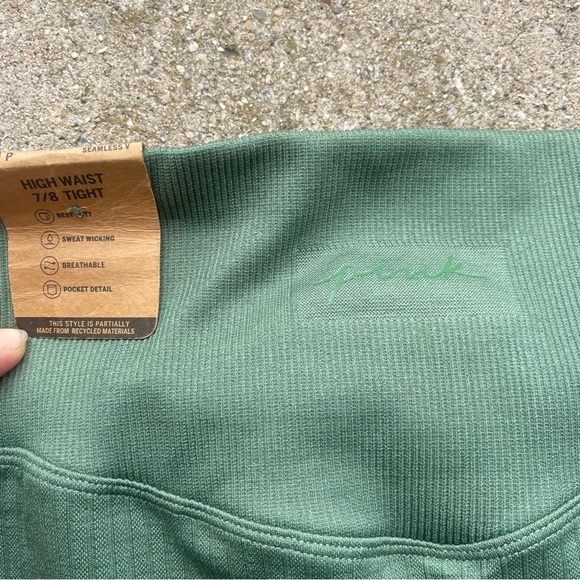 P SEAMLESS V
HIGH WAIST
7/8 TIGHT
SWEAT WICKING
BREATHABLE
POCKET DETAIL
THIS STYLE IS PARTIALLY
MADE FROM RECYCLED MATERIALS
pink